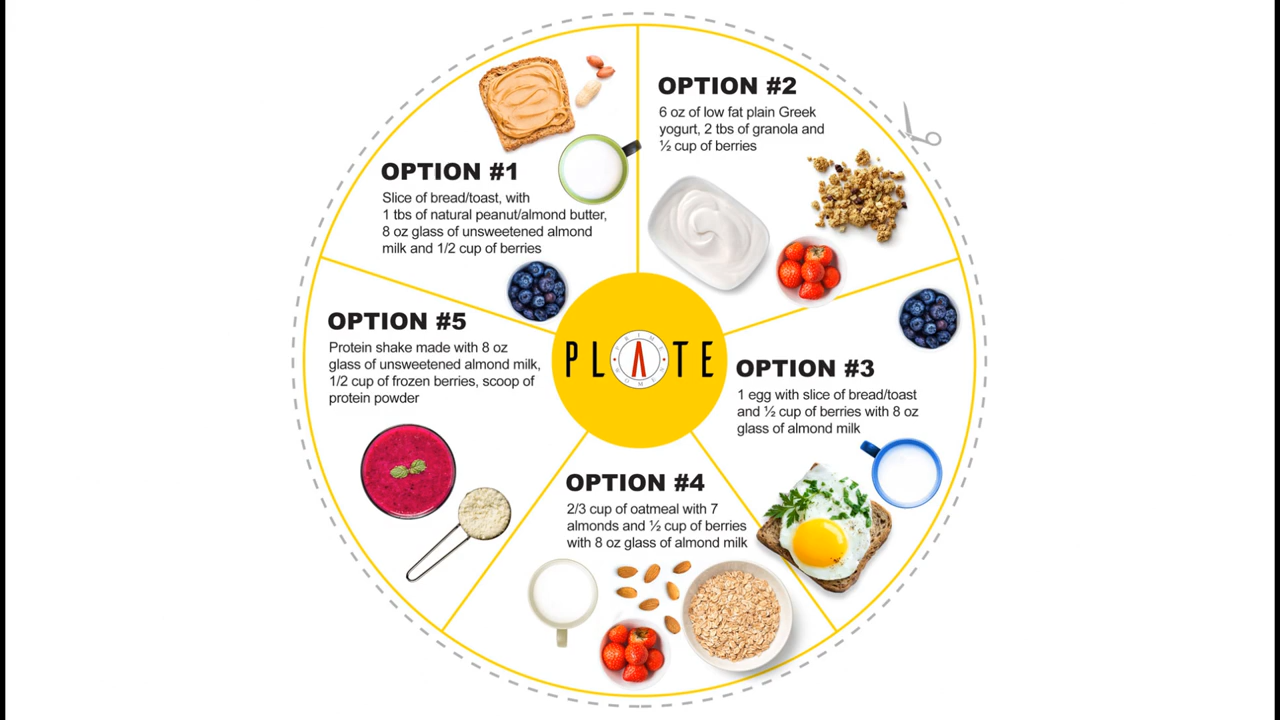 OPTION #1
Slice of bread/toast, with
1 tbs of natural peanut/almond butter,
8 oz glass of unsweetened almond
milk and 1/2 cup of berries
OPTION #2
6 oz of low fat plain Greek
yogurt, 2 tbs of granola and
½ cup of berries
OPTION #3
1 egg with slice of bread/toast
and ½ cup of berries with 8 oz
glass of almond milk
OPTION #4
2/3 cup of oatmeal with 7
almonds and ½ cup of berries
with 8 oz glass of almond milk
OPTION #5
Protein shake made with 8 oz
glass of unsweetened almond milk,
1/2 cup of frozen berries, scoop of
protein powder
PLATE
PRIME
WOMEN